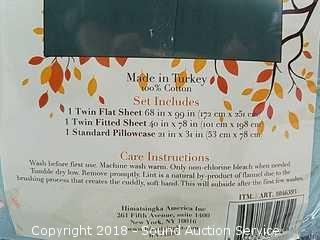 Made in Turkey
100% Cotton
Set Includes
1 Twin Flat Sheet 68 in x 99 in (172 cm x 251
1 Twin Fitted Sheet 40 in x 78 in (101 cm x 198 cm
1 Standard Pillowcase 21 in x 31 in (53 cm x 78 cm
Care Instructions
Wash before first use. Machine wash warm. Only non-chlorine bleach when needed
Tumble dry low. Remove promptly. Lint is a natural by-product of flannel due to the
brushing process that creates the cuddly, soft hand. This will subside after the first few washes.
Himatsingka America Inc
261 Fifth Avenue, suite 1400
New York, NY 10016
ITM. / ART.
Copyright 2018 - Sound Auction Service